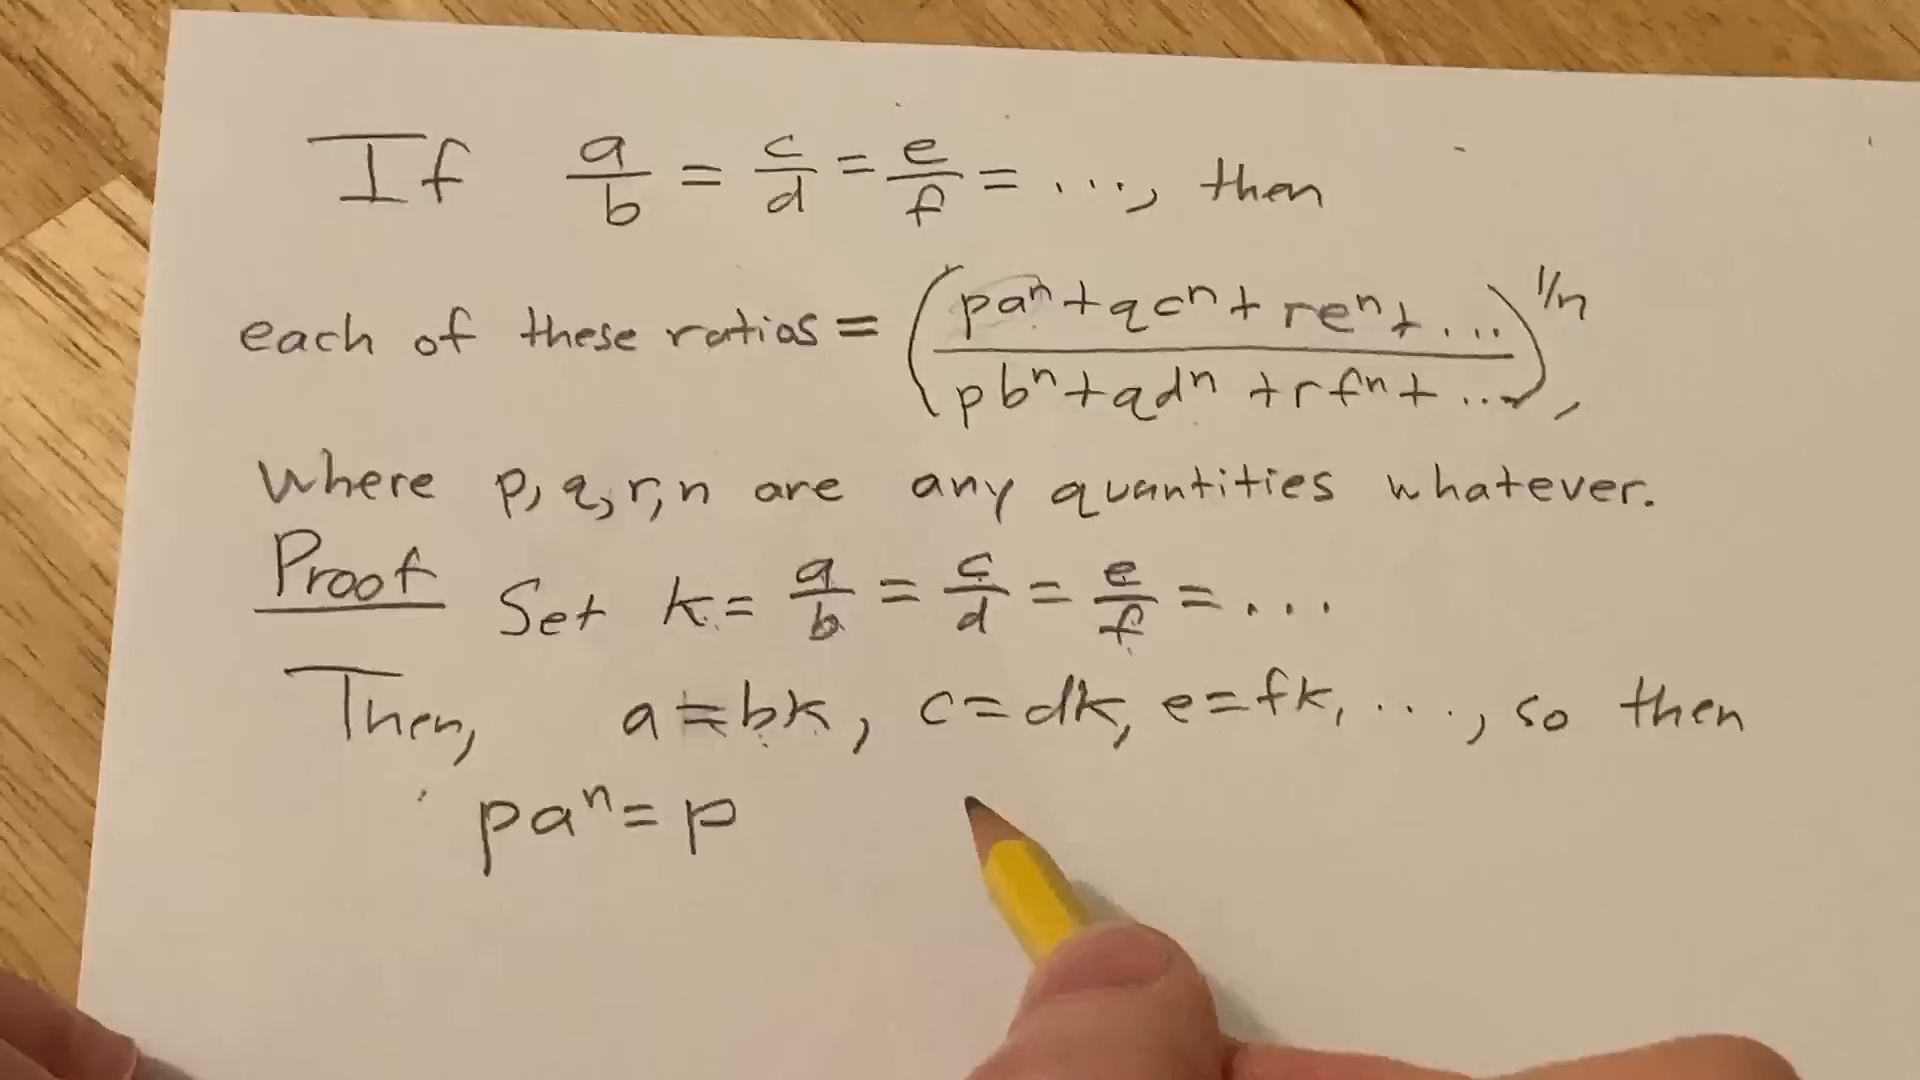 If a/b = c/d = e/f = ..., then
each of these ratios = (pa^n + qc^n + re^n + ... / pb^n + qd^n + rf^n + ...)^1/n,
where p, q, r, n are any quantities whatever.
Proof Set k = a/b = c/d = e/f = ...
Then, a = bk, c = dk, e = fk, ..., so then
pa^n = p